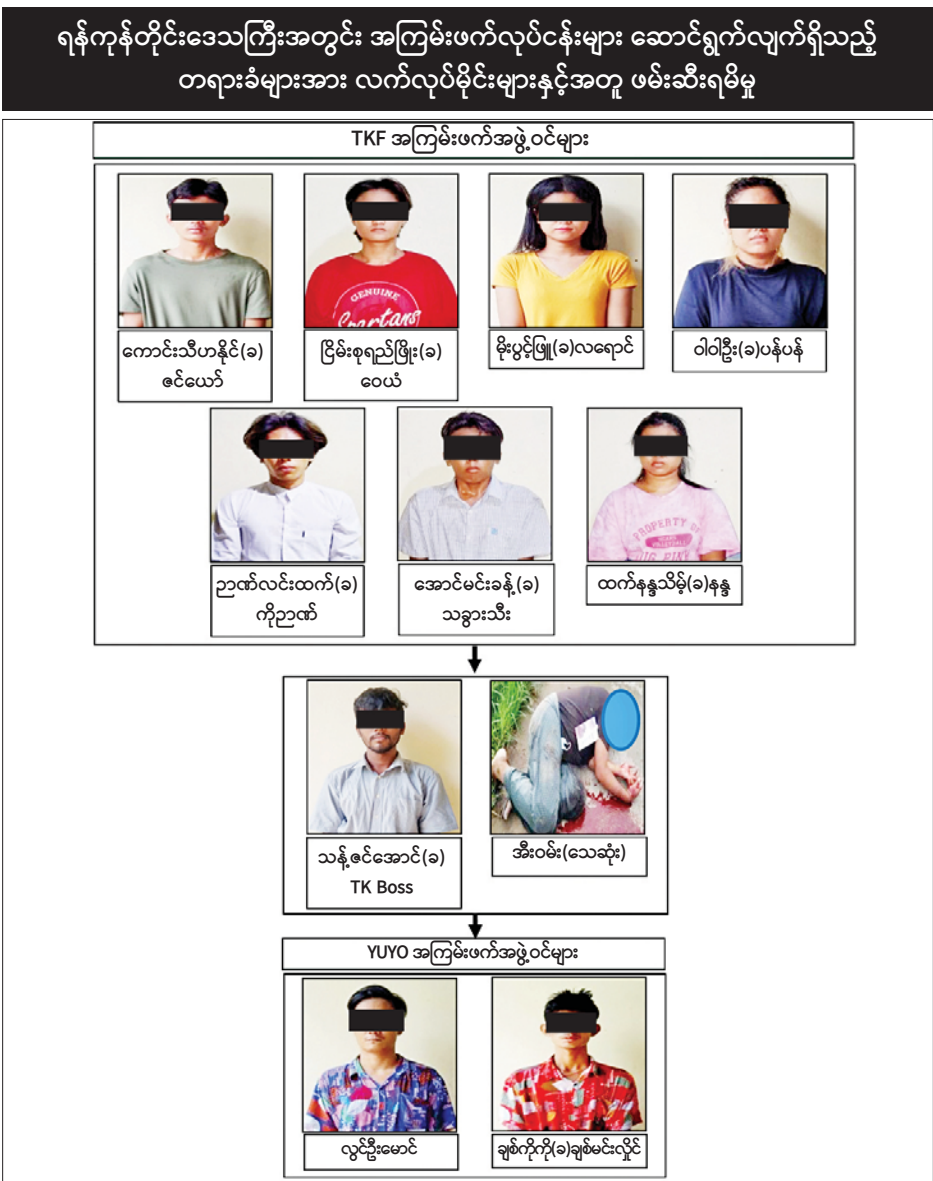 ရန်ကုန်တိုင်းဒေသကြီးအတွင်း အကြမ်းဖက်လုပ်ငန်းများ ဆောင်ရွက်လျက်ရှိသည့်
တရားခံများအား လက်လုပ်မိုင်းများနှင့်အတူ ဖမ်းဆီးရမိမှု
TKF အကြမ်းဖက်အဖွဲ့ဝင်များ
GENUINE
Spartans
ကောင်းသီဟနိုင်(ခ)
ဇင်ယော်
ငြိမ်းစုရည်ဖြိုး(ခ)
ဝေယံ
မိုးပွင့်ဖြူ(ခ)လရောင်
ဝါဝါဦး(ခ)ပန်ပန်
PROPERTY OF
VOLLEYBALL
ဉာဏ်လင်းထက်(ခ)
ကိုဉာဏ်
အောင်မင်းခန့်(ခ)
သခွားသီး
ထက်နန္ဒသိမ့်(ခ)နန္ဒ
သန့်ဇင်အောင်(ခ)
TK Boss
အီးဝမ်း(သေဆုံး)
YUYO အကြမ်းဖက်အဖွဲ့ဝင်များ
လွင်ဦးမောင်
ချစ်ကိုကို(ခ)ချစ်မင်းလှိုင်